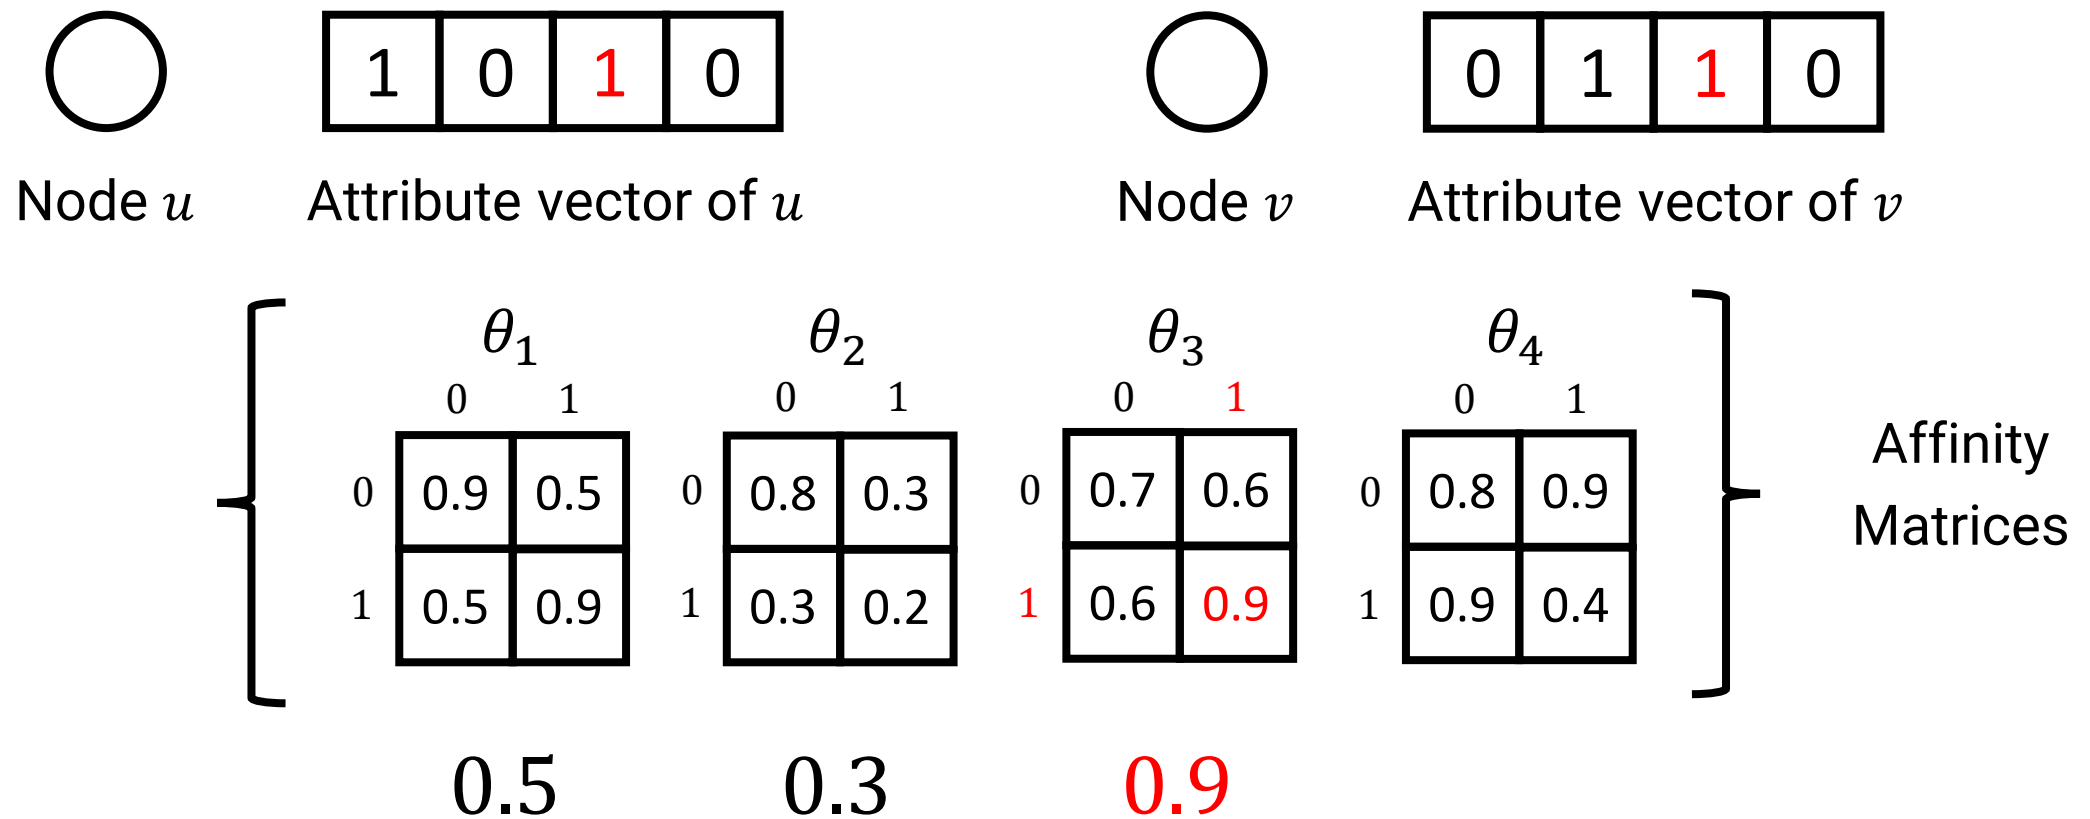 1 0 1 0 0 1 1 0
Node u Attribute vector of u Node v Attribute vector of v
θ1 θ2 θ3 θ4
0 1 0 1 0 1 0 1
0 0.9 0.5 0 0.8 0.3 0 0.7 0.6 0 0.8 0.9
1 0.5 0.9 1 0.3 0.2 1 0.6 0.9 1 0.9 0.4
Affinity
Matrices
0.5 0.3 0.9